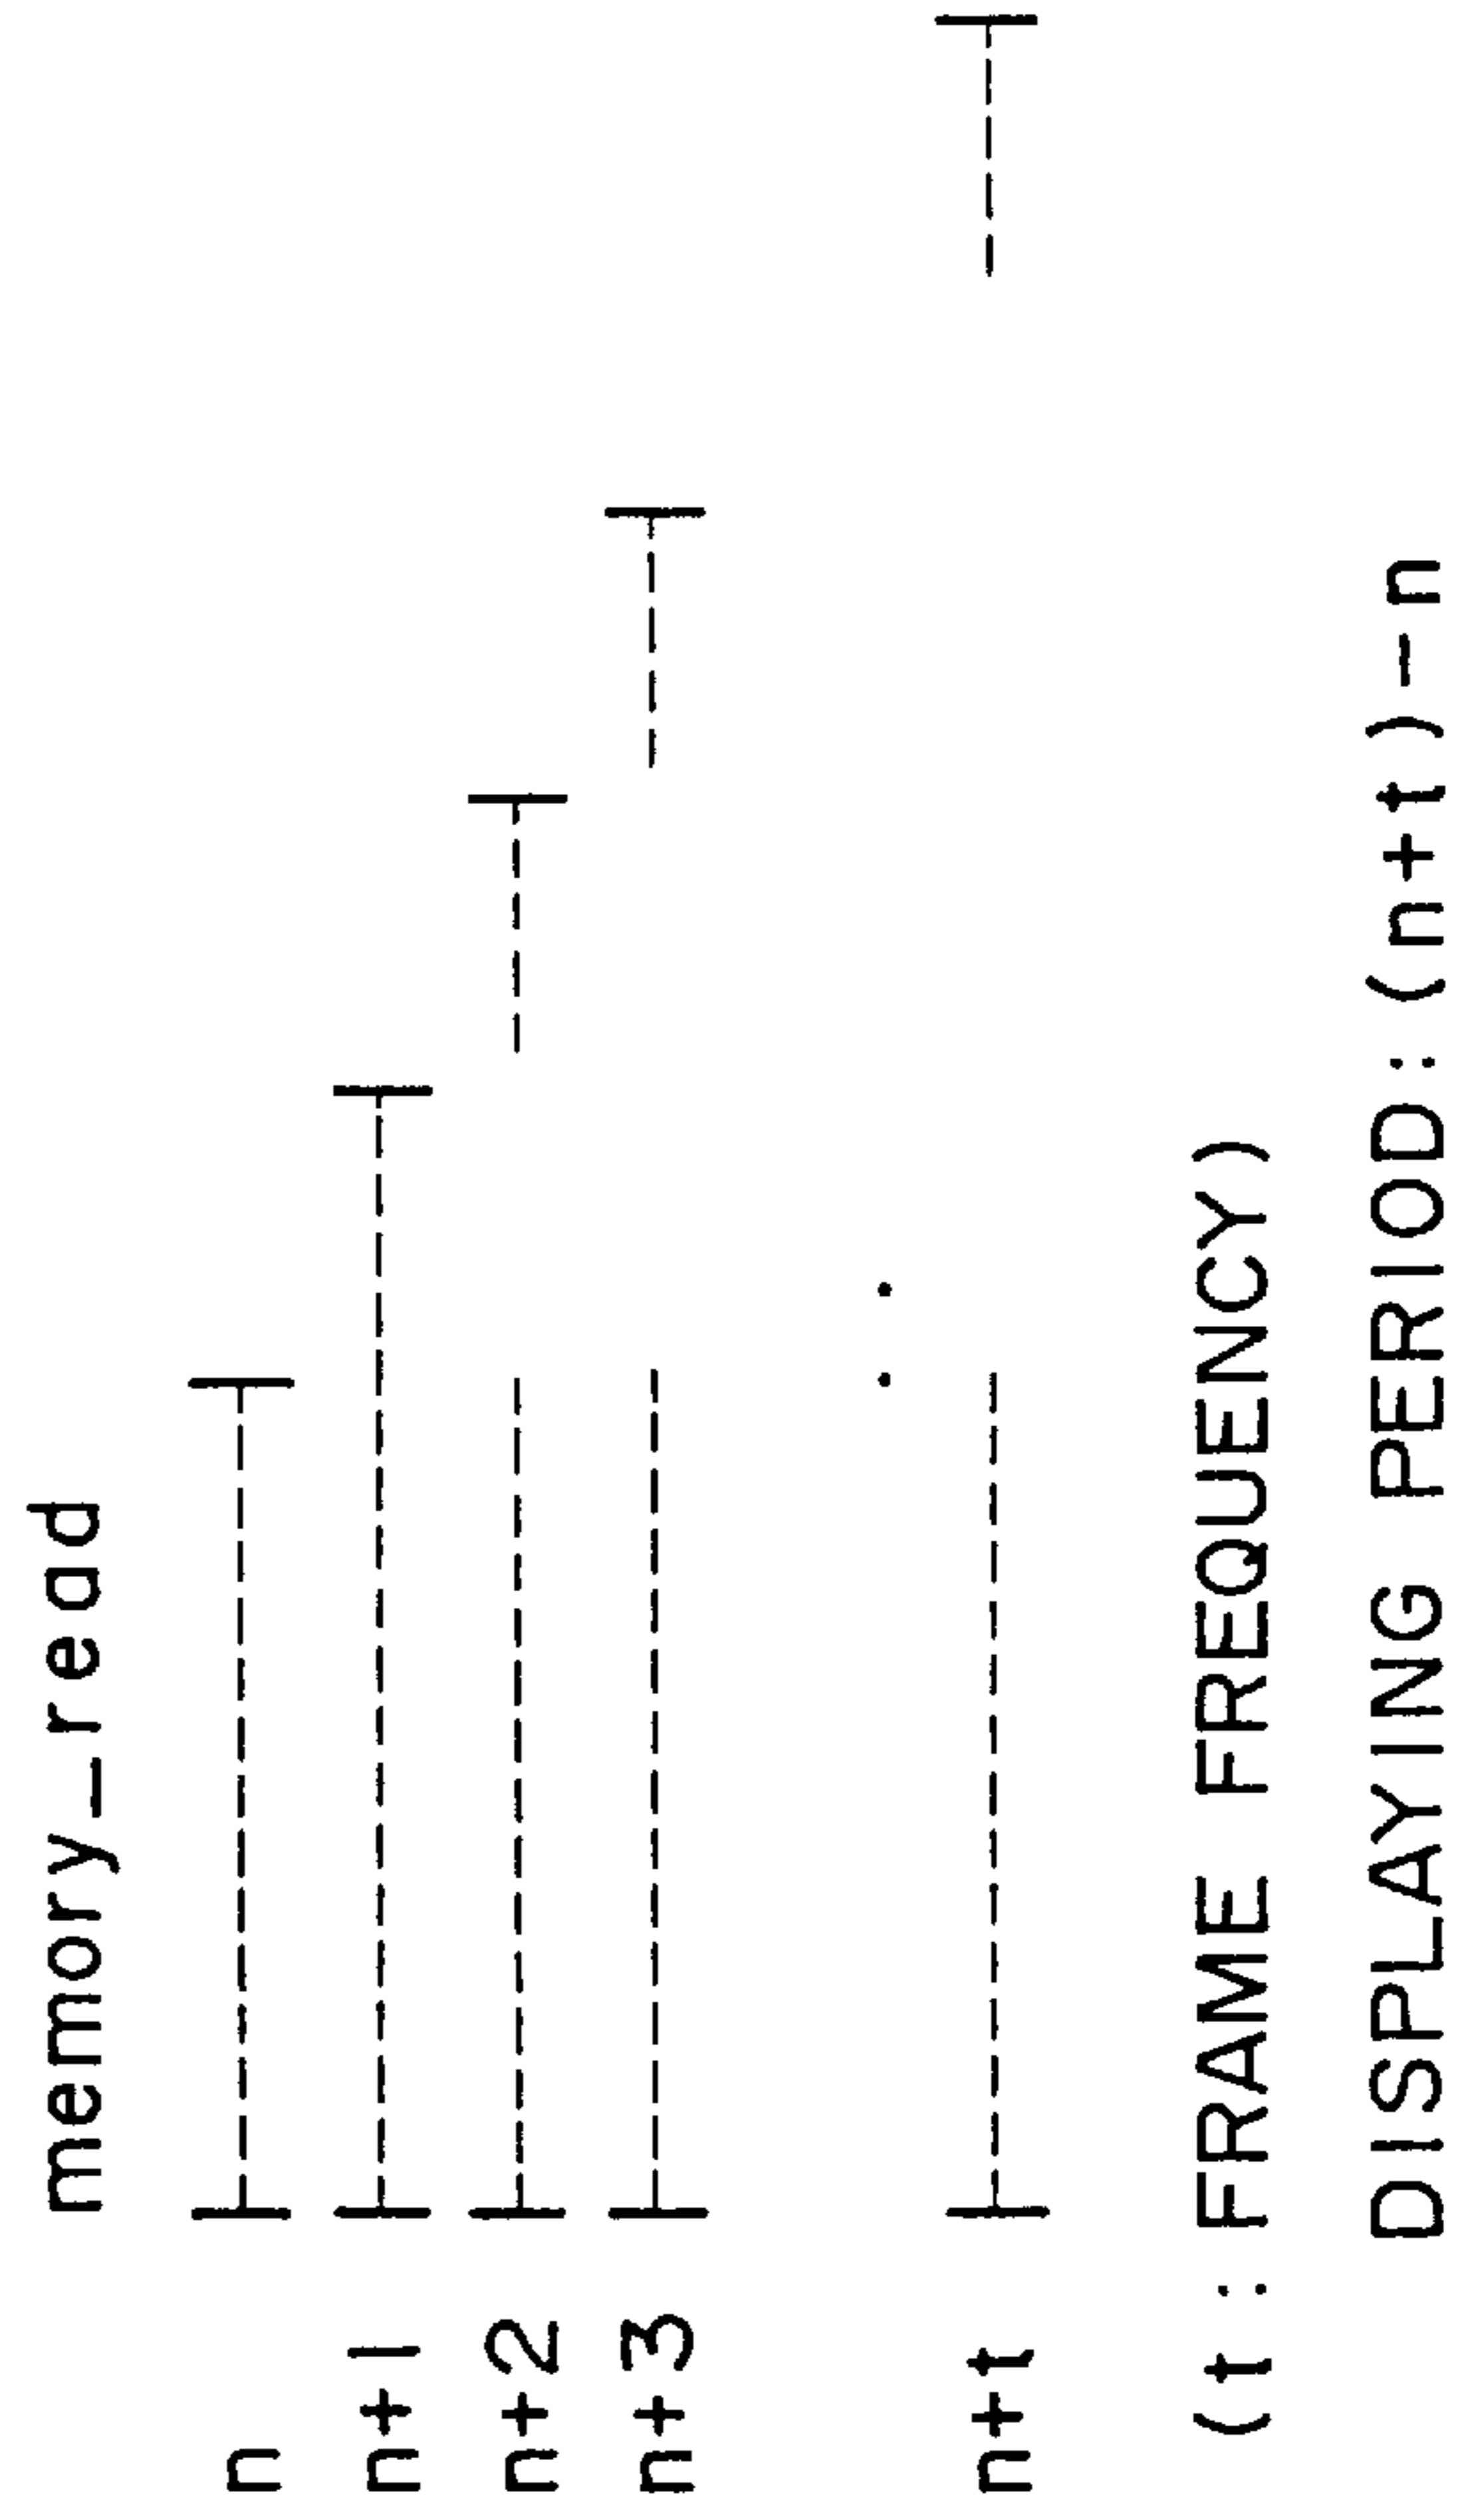 memory_read
n
n+1
n+2
n+3
n+t
(t:FRAME FREQUENCY)
DISPLAYING PERIOD:(n+t)-n